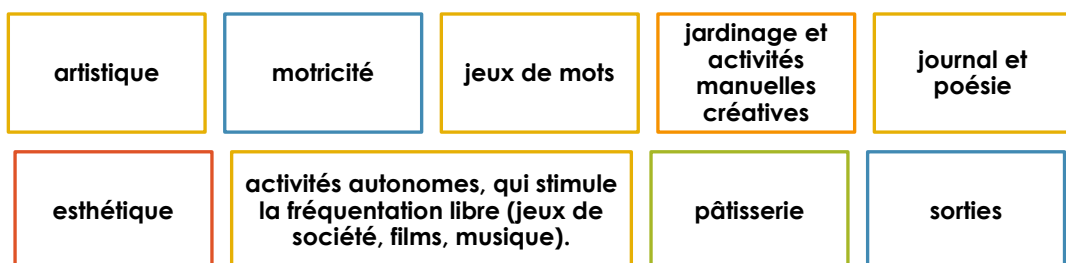 artistique
motricité
jeux de mots
jardinage et
activités
manuelles
créatives
journal et
poésie
esthétique
activités autonomes, qui stimule
la fréquentation libre (jeux de
société, films, musique).
pâtisserie
sorties